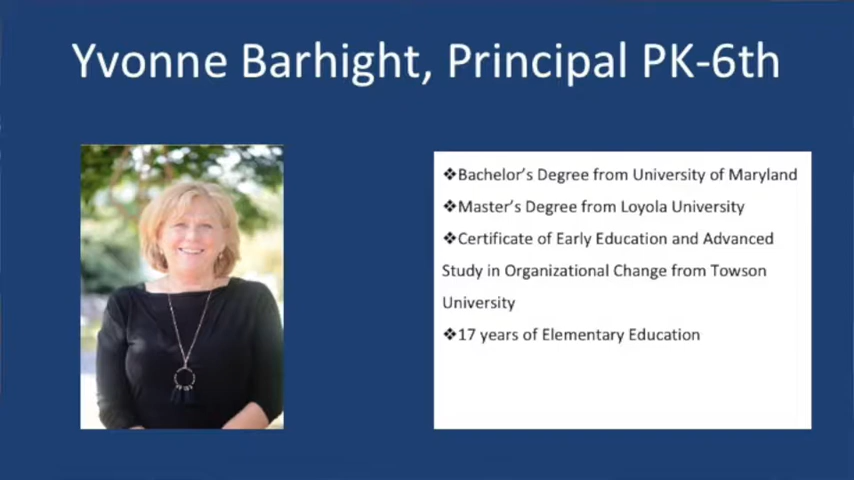 Yvonne Barhight, Principal PK-6th
❖Bachelor's Degree from University of Maryland
❖Master's Degree from Loyola University
❖Certificate of Early Education and Advanced
Study in Organizational Change from Towson
University
❖17 years of Elementary Education